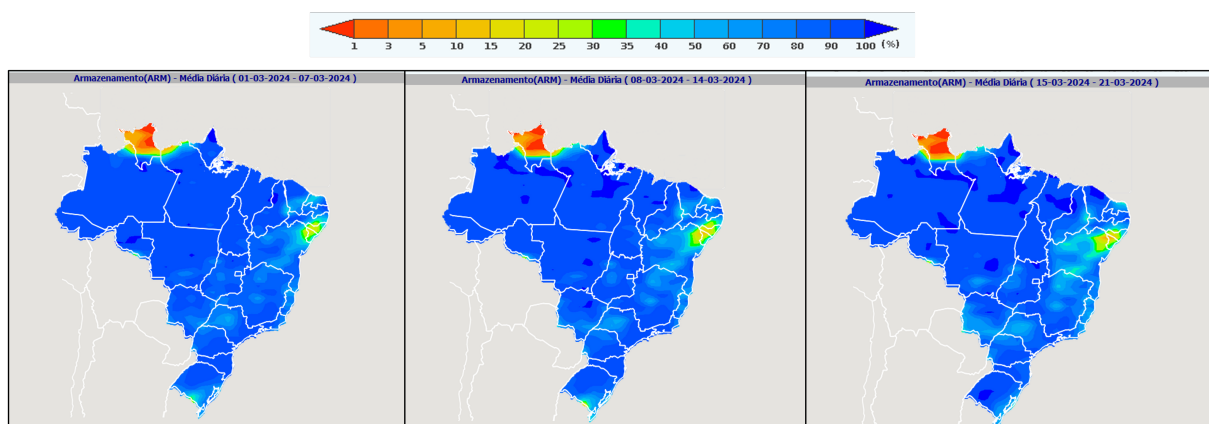 1 3 5 10 15 20 25 30 35 40 50 60 70 80 90 100 (%)
Armazenamento(ARM) - Média Diária ( 01-03-2024 - 07-03-2024 )
Armazenamento(ARM) - Média Diária ( 08-03-2024 - 14-03-2024 )
Armazenamento(ARM) - Média Diária ( 15-03-2024 - 21-03-2024 )